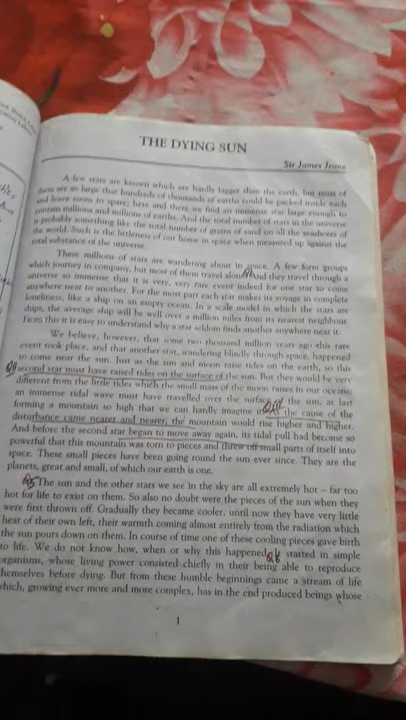 THE DYING SUN
Sir James Jeans
A few stars are known which are hardly bigger than the earth, but most of
them are so large that hundreds of thousands of earths could be packed inside each
and leave room to spare; here and there we find an immense star large enough to
contain millions and millions of earths. And the total number of stars in the universe
is probably something like the total number of grains of sand on all the seashores of
the world. Such is the littleness of our home in space when measured up against the
total substance of the universe.
These millions of stars are wandering about in space. A few form groups
which journey in company, but most of them travel alone. And they travel through a
universe so immense that it is very, very rare event indeed for one star to come
anywhere near to another. For the most part each star makes its voyage in complete
loneliness, like a ship on an empty ocean. In a scale model in which the stars are
ships, the average ship will be well over a million miles from its nearest neighbour
From this it is easy to understand why a star seldom finds another anywhere near it.
We believe, however, that some two thousand million years ago this rare
event took place, and that another star, wandering blindly through space, happened
to come near the sun. Just as the sun and moon raise tides on the earth, so this
second star must have raised tides on the surface of the sun. But they would be very
different from the little tides which the small mass of the moon raises in our oceans;
an immense tidal wave must have travelled over the surface of the sun, at last
forming a mountain so high that we can hardly imagine it. As the cause of the
disturbance came nearer and nearer, the mountain would rise higher and higher.
And before the second star began to move away again, its tidal pull had become so
powerful that this mountain was torn to pieces and threw off small parts of itself into
space. These small pieces have been going round the sun ever since. They are the
planets, great and small, of which our earth is one.
Q5 The sun and the other stars we see in the sky are all extremely hot – far too
hot for life to exist on them. So also no doubt were the pieces of the sun when they
were first thrown off. Gradually they became cooler, until now they have very little
heat of their own left, their warmth coming almost entirely from the radiation which
the sun pours down on them. In course of time one of these cooling pieces gave birth
to life. We do not know how, when or why this happened Q6 started in simple
organisms, whose living power consisted chiefly in their being able to reproduce
themselves before dying. But from these humble beginnings came a stream of life
which, growing ever more and more complex, has in the end produced beings whose
1